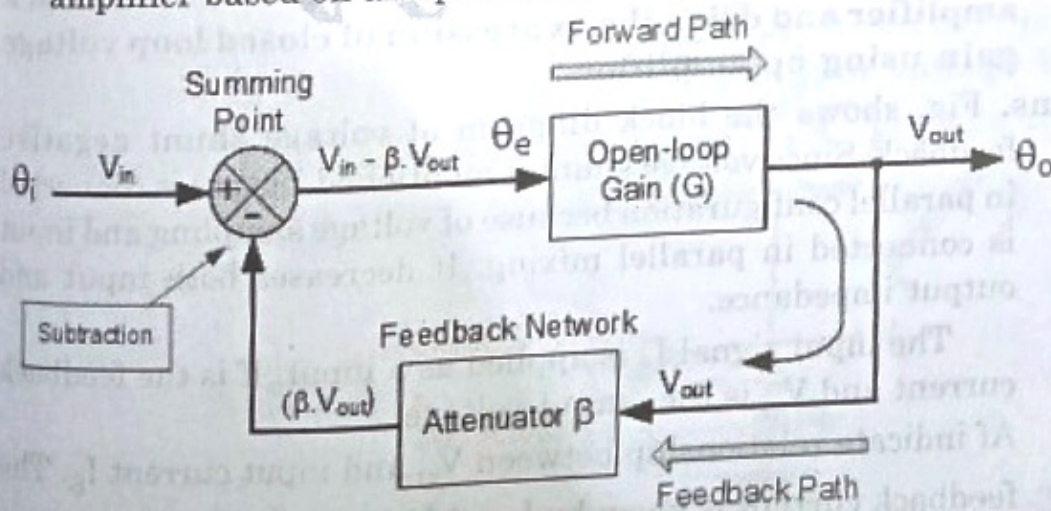 Forward Path
Summing
Point
θi
Vin
+
-
Vin - β.Vout
θe
Open-loop
Gain (G)
Vout
θo
Subtraction
Feedback Network
(β.Vout)
Attenuator β
Vout
Feedback Path